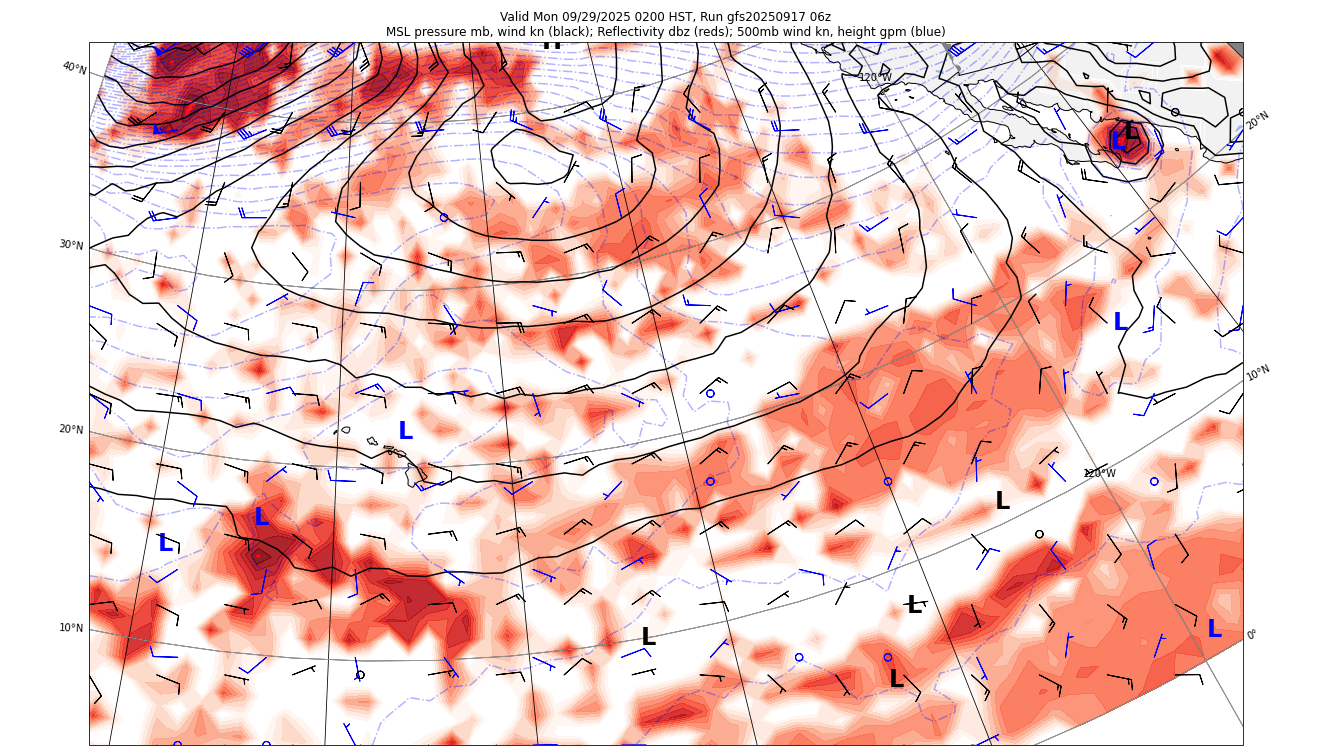 Valid Mon 09/29/2025 0200 HST, Run gfs20250917 06z
MSL pressure mb, wind kn (black); Reflectivity dbz (reds); 500mb wind kn, height gpm (blue)
H
40°N
120°W
20°N
L
L
30°N
L
10°N
20°N
L
120°W
L
L
L
L
10°N
L
L
0°
L